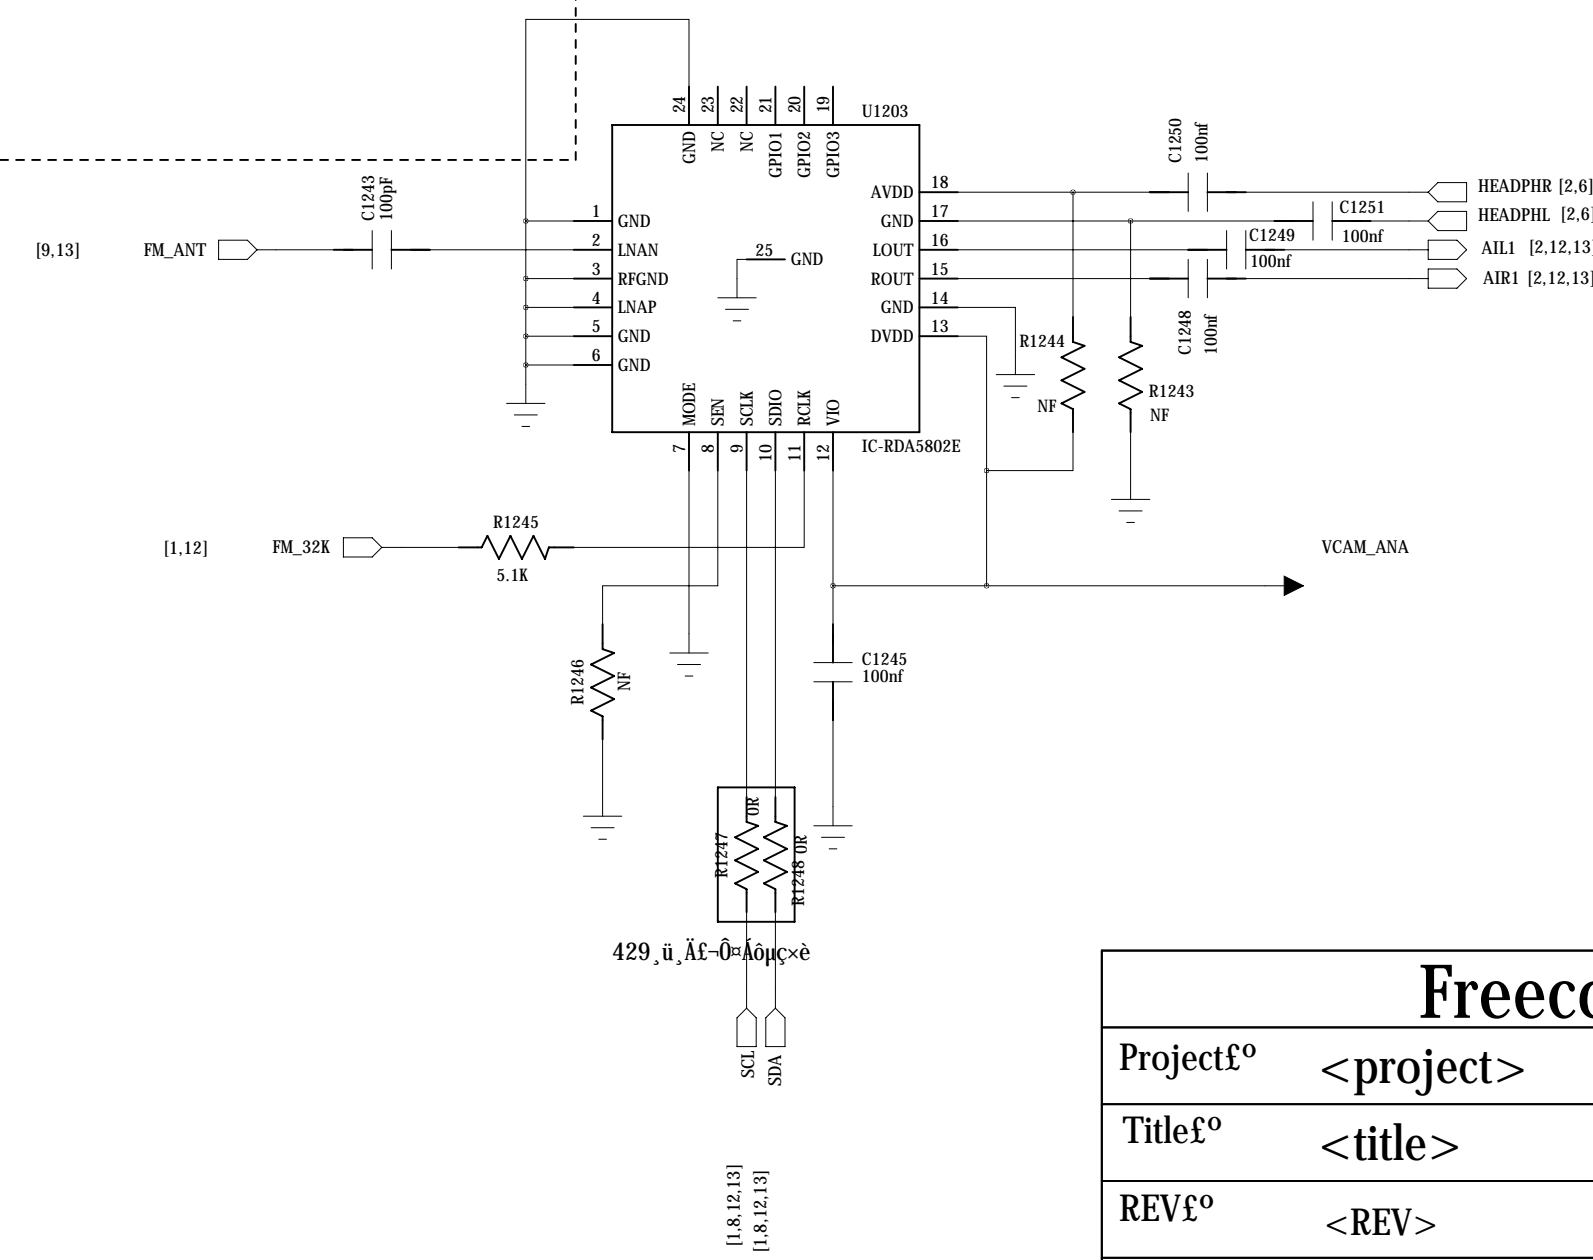 24
23
22
21
20
19
U1203
GND
NC
NC
GPIO1
GPIO2
GPIO3
C1250
100nf
C1243
100pF
AVDD
18
HEADPHR [2,6]
1
GND
GND
17
C1251
100nf
HEADPHL [2,6]
[9,13]
FM_ANT
2
LNAN
25
GND
LOUT
16
C1249
100nf
AIL1 [2,12,13]
3
RFGND
ROUT
15
AIR1 [2,12,13]
4
LNAP
GND
14
C1248
100nf
5
GND
DVDD
13
R1244
NF
6
GND
R1243
NF
MODE
SEN
SCLK
SDIO
RCLK
VIO
7
8
9
10
11
12
IC-RDA5802E
[1,12]
FM_32K
R1245
5.1K
VCAM_ANA
R1246
NF
C1245
100nf
R1247
0R
R1248 0R
429¸ü¸Ä£¬Ô¤Áôµç×è
SCL
SDA
[1,8,12,13]
[1,8,12,13]
Project£º
<project>
Title£º
<title>
REV£º
<REV>